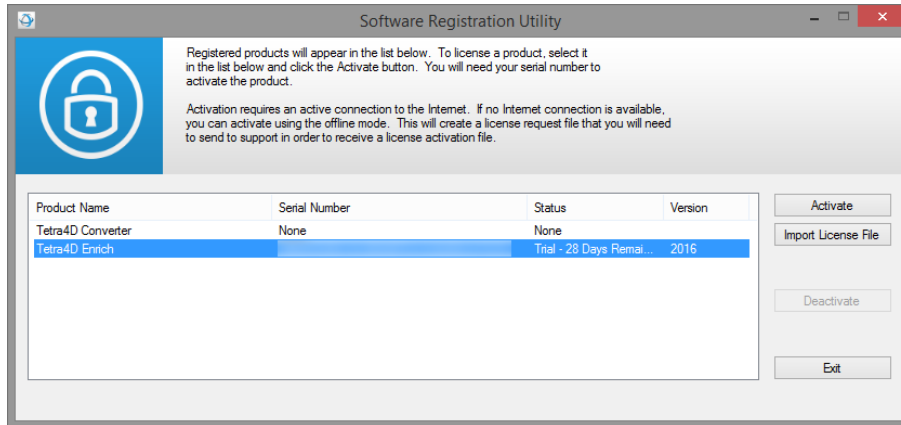 Software Registration Utility
Registered products will appear in the list below. To license a product, select it
in the list below and click the Activate button. You will need your serial number to
activate the product.
Activation requires an active connection to the Internet. If no Internet connection is available,
you can activate using the offline mode. This will create a license request file that you will need
to send to support in order to receive a license activation file.
Product Name Serial Number Status Version
Activate
Tetra4D Converter None None
Import License File
Tetra4D Enrich Trial - 28 Days Remai... 2016
Deactivate
Exit